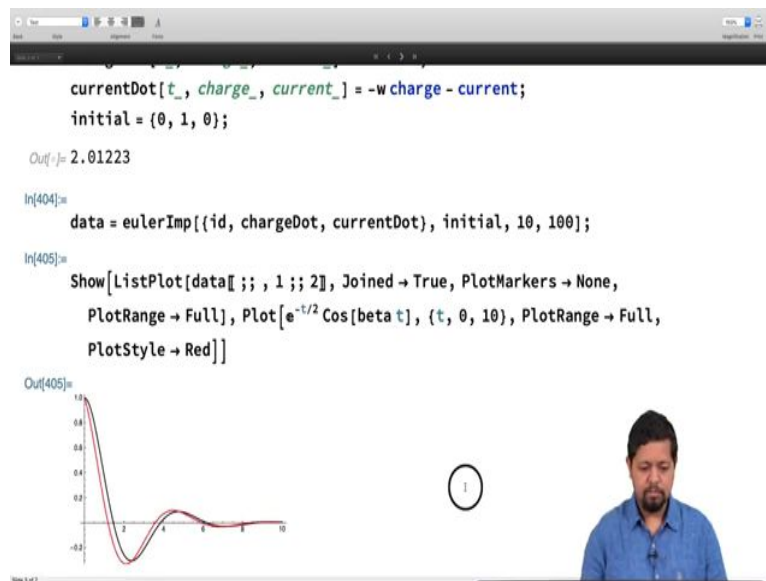 Text
Alignment
Fonts
currentDot[t_, charge_, current_] = -w charge - current;
initial = {0, 1, 0};
Out[]= 2.01223
In[404]:=
data = eulerImp[{id, chargeDot, currentDot}, initial, 10, 100];
In[405]:=
Show[ListPlot[data[[ ;; , 1 ;; 2]], Joined → True, PlotMarkers → None,
PlotRange → Full], Plot[e^-t/2 Cos[beta t], {t, 0, 10}, PlotRange → Full,
PlotStyle → Red]]
Out[405]=
1.0
0.8
0.6
0.4
0.2
2 4 6 8 10
-0.2